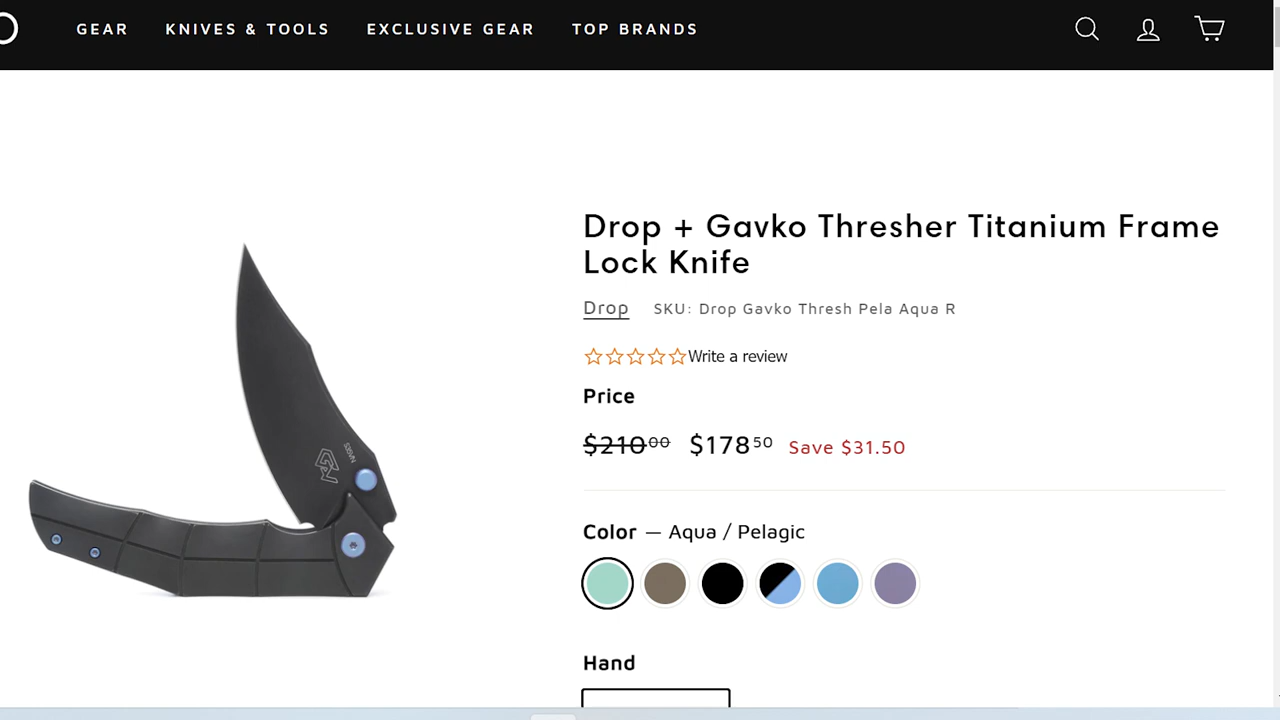 GEAR KNIVES & TOOLS EXCLUSIVE GEAR TOP BRANDS
Drop + Gavko Thresher Titanium Frame
Lock Knife
Drop SKU: Drop Gavko Thresh Pela Aqua R
Write a review
Price
$210.00 $178.50 Save $31.50
Color — Aqua / Pelagic
Hand